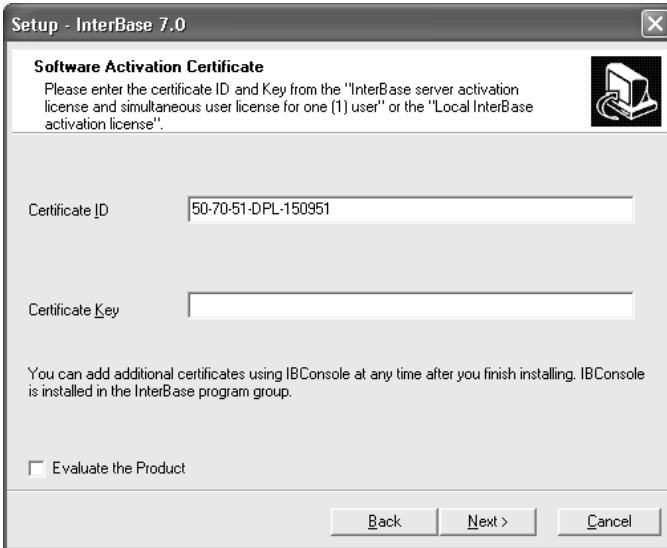 Setup - InterBase 7.0
Software Activation Certificate
Please enter the certificate ID and Key from the "InterBase server activation
license and simultaneous user license for one (1) user" or the "Local InterBase
activation license".
Certificate ID
50-70-51-DPL-150951
Certificate Key
You can add additional certificates using IBConsole at any time after you finish installing. IBConsole
is installed in the InterBase program group.
Evaluate the Product
Back Next > Cancel